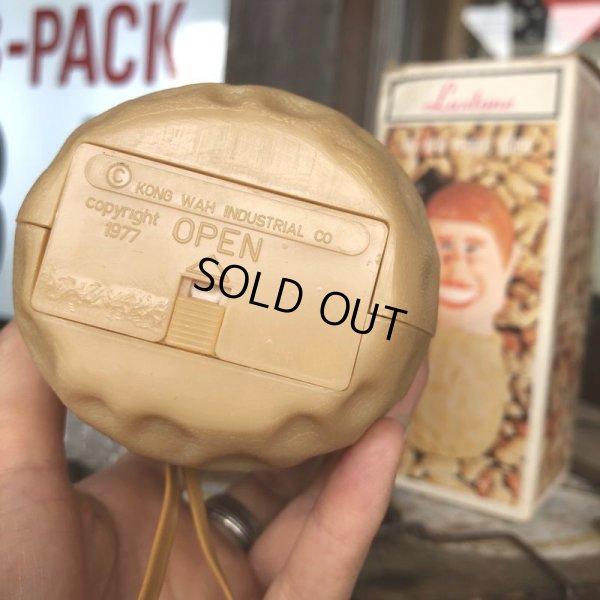 -PACK
© KONG WAH INDUSTRIAL CO
copyright
1977
OPEN
SOLD OUT